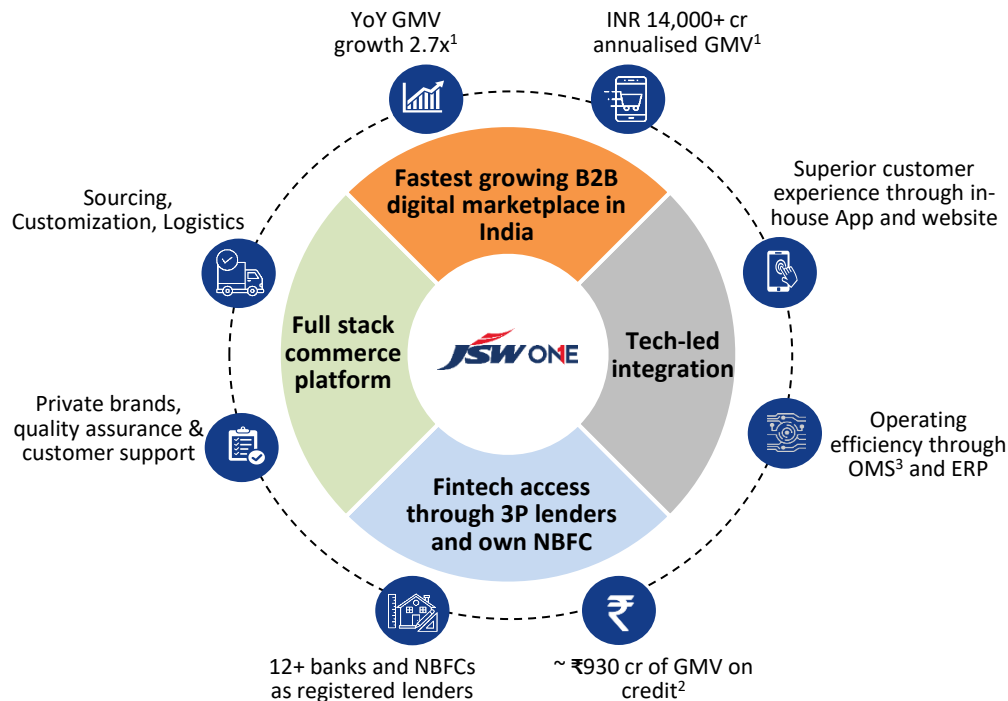 YoY GMV
growth 2.7x¹
INR 14,000+ cr
annualised GMV¹
Sourcing,
Customization, Logistics
Superior customer
experience through in-
house App and website
Fastest growing B2B
digital marketplace in
India
Full stack
commerce
platform
JSW ONE
Tech-led
integration
Private brands,
quality assurance &
customer support
Operating
efficiency through
OMS³ and ERP
Fintech access
through 3P lenders
and own NBFC
₹
12+ banks and NBFCs
as registered lenders
~ ₹930 cr of GMV on
credit²